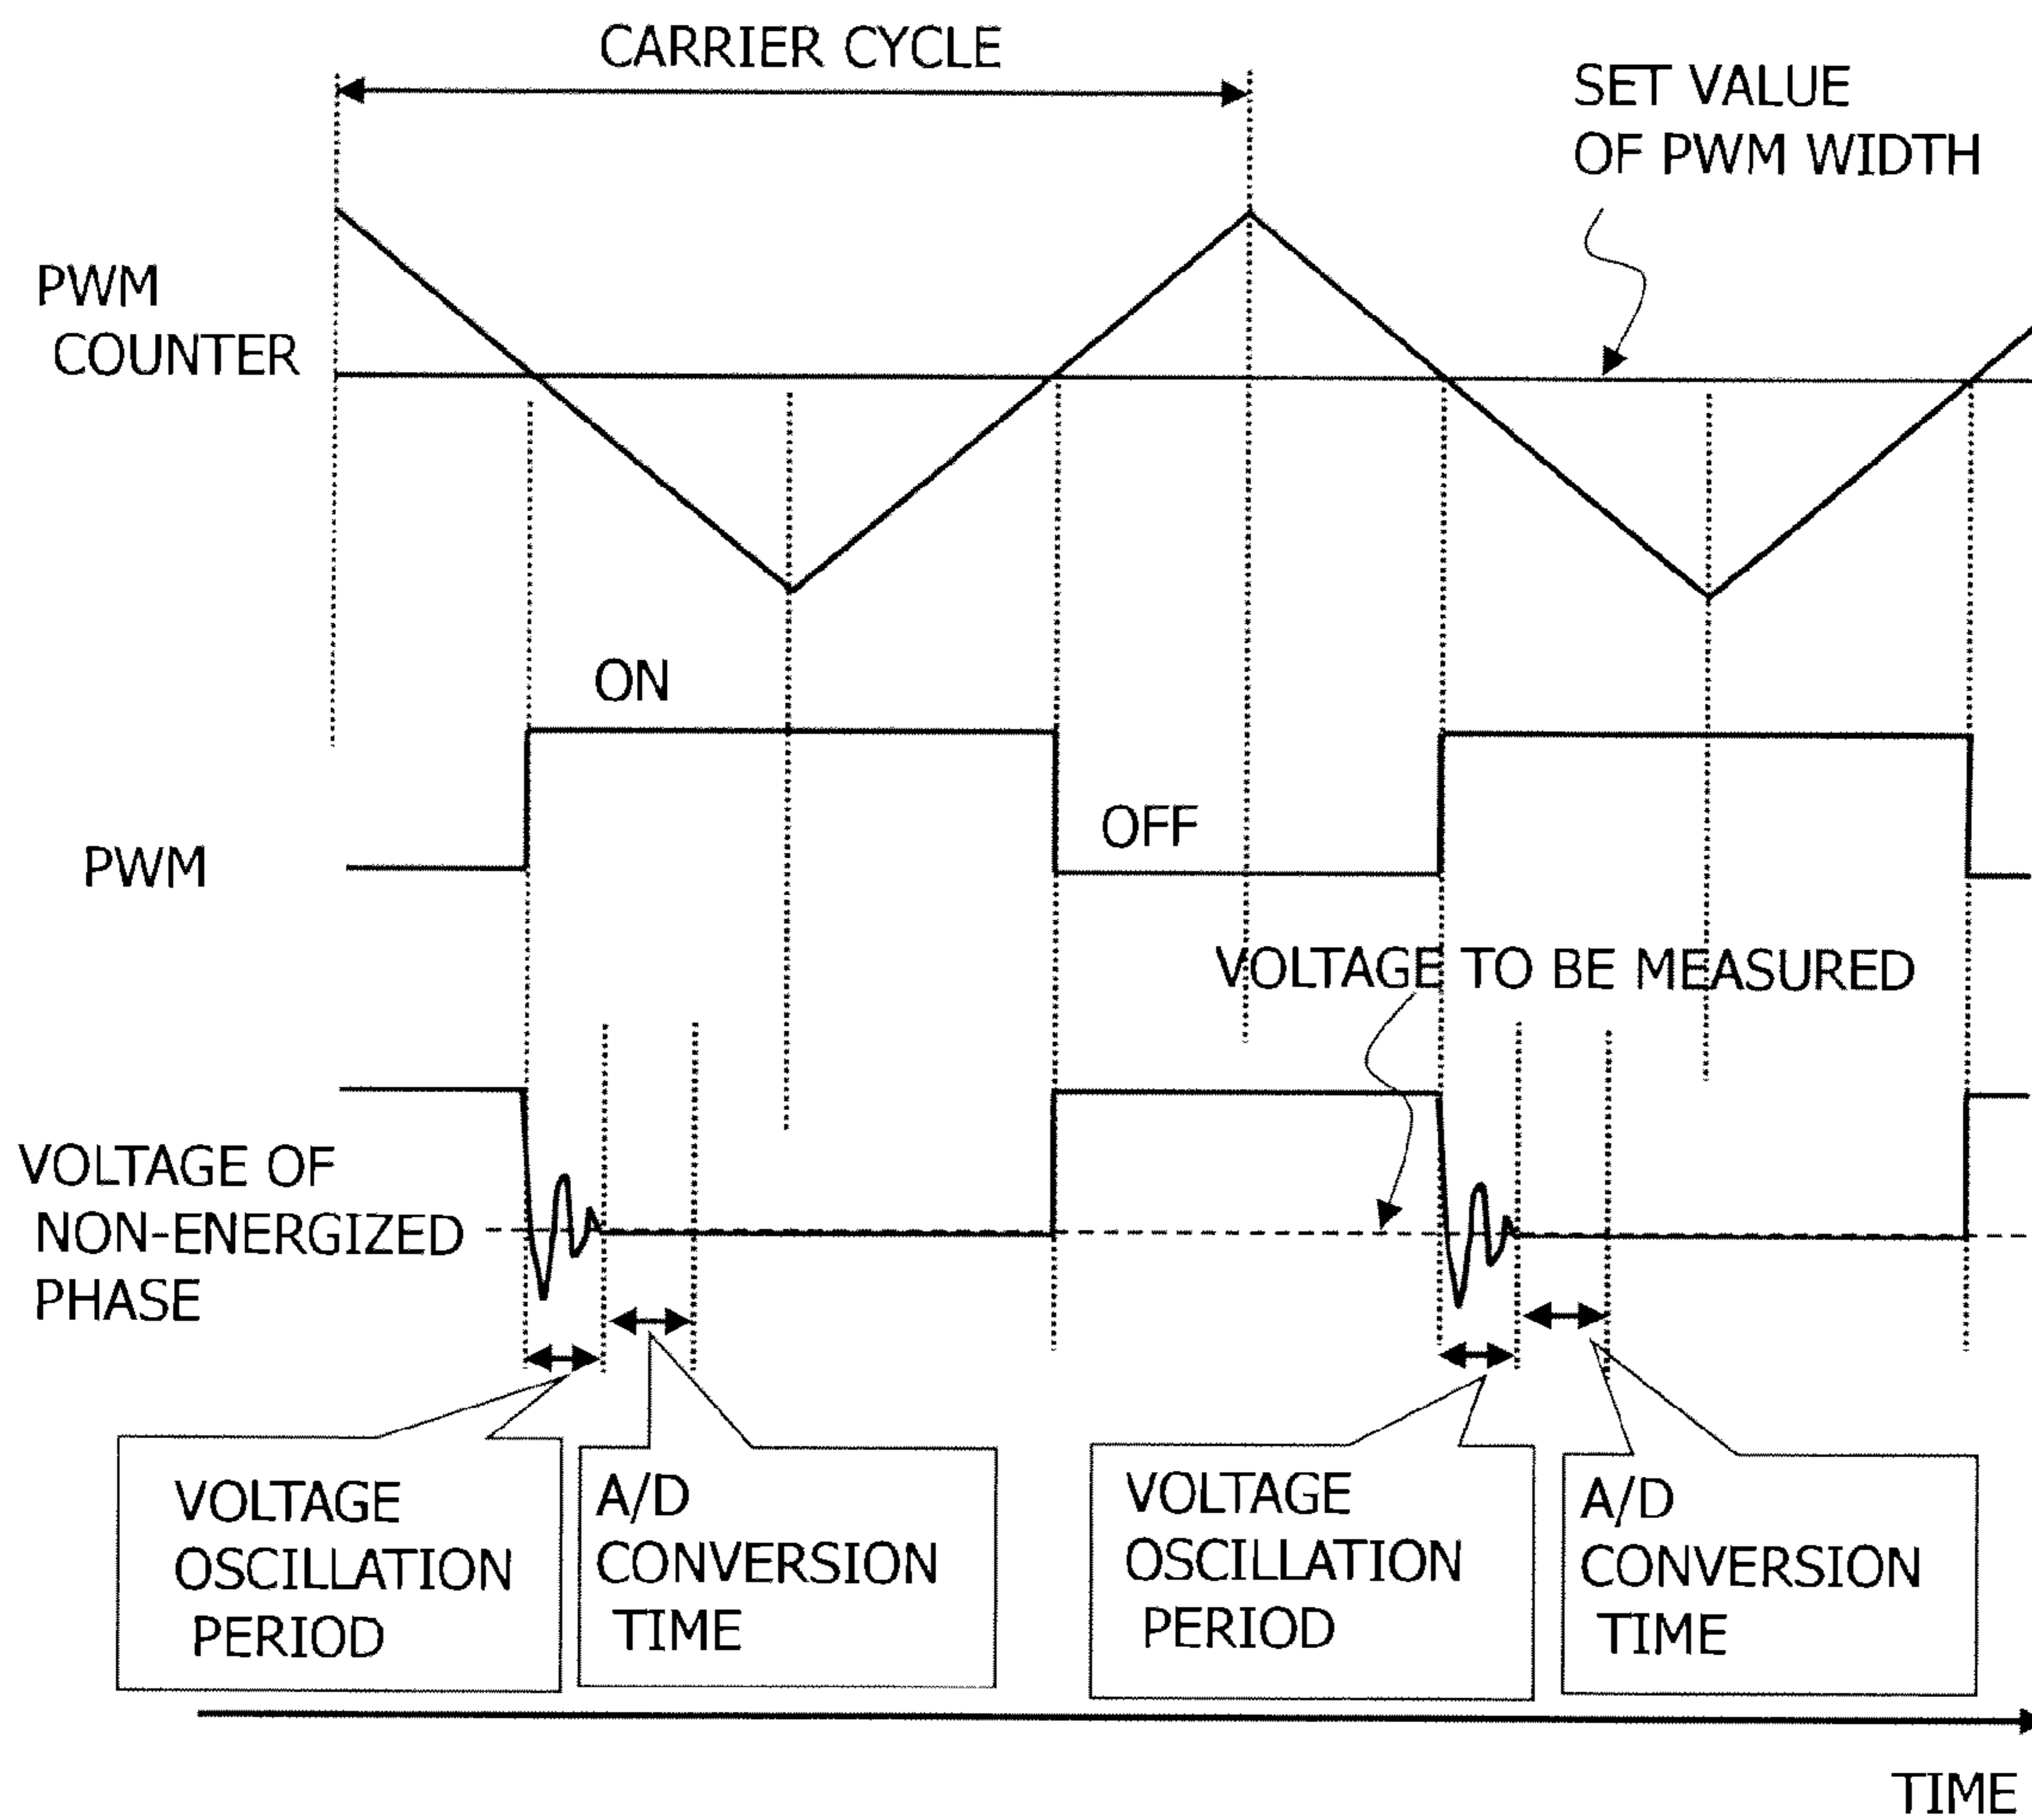 CARRIER CYCLE
SET VALUE
OF PWM WIDTH
PWM
COUNTER
ON
OFF
PWM
VOLTAGE TO BE MEASURED
VOLTAGE OF
NON-ENERGIZED
PHASE
VOLTAGE
OSCILLATION
PERIOD
A/D
CONVERSION
TIME
VOLTAGE
OSCILLATION
PERIOD
A/D
CONVERSION
TIME
TIME